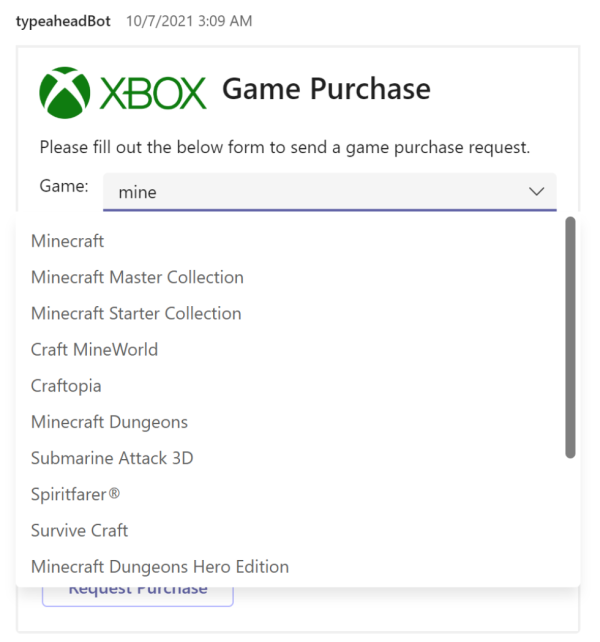 typeaheadBot 10/7/2021 3:09 AM
XBOX Game Purchase
Please fill out the below form to send a game purchase request.
Game: mine
Minecraft
Minecraft Master Collection
Minecraft Starter Collection
Craft MineWorld
Craftopia
Minecraft Dungeons
Submarine Attack 3D
Spiritfarer®
Survive Craft
Minecraft Dungeons Hero Edition
Request Purchase